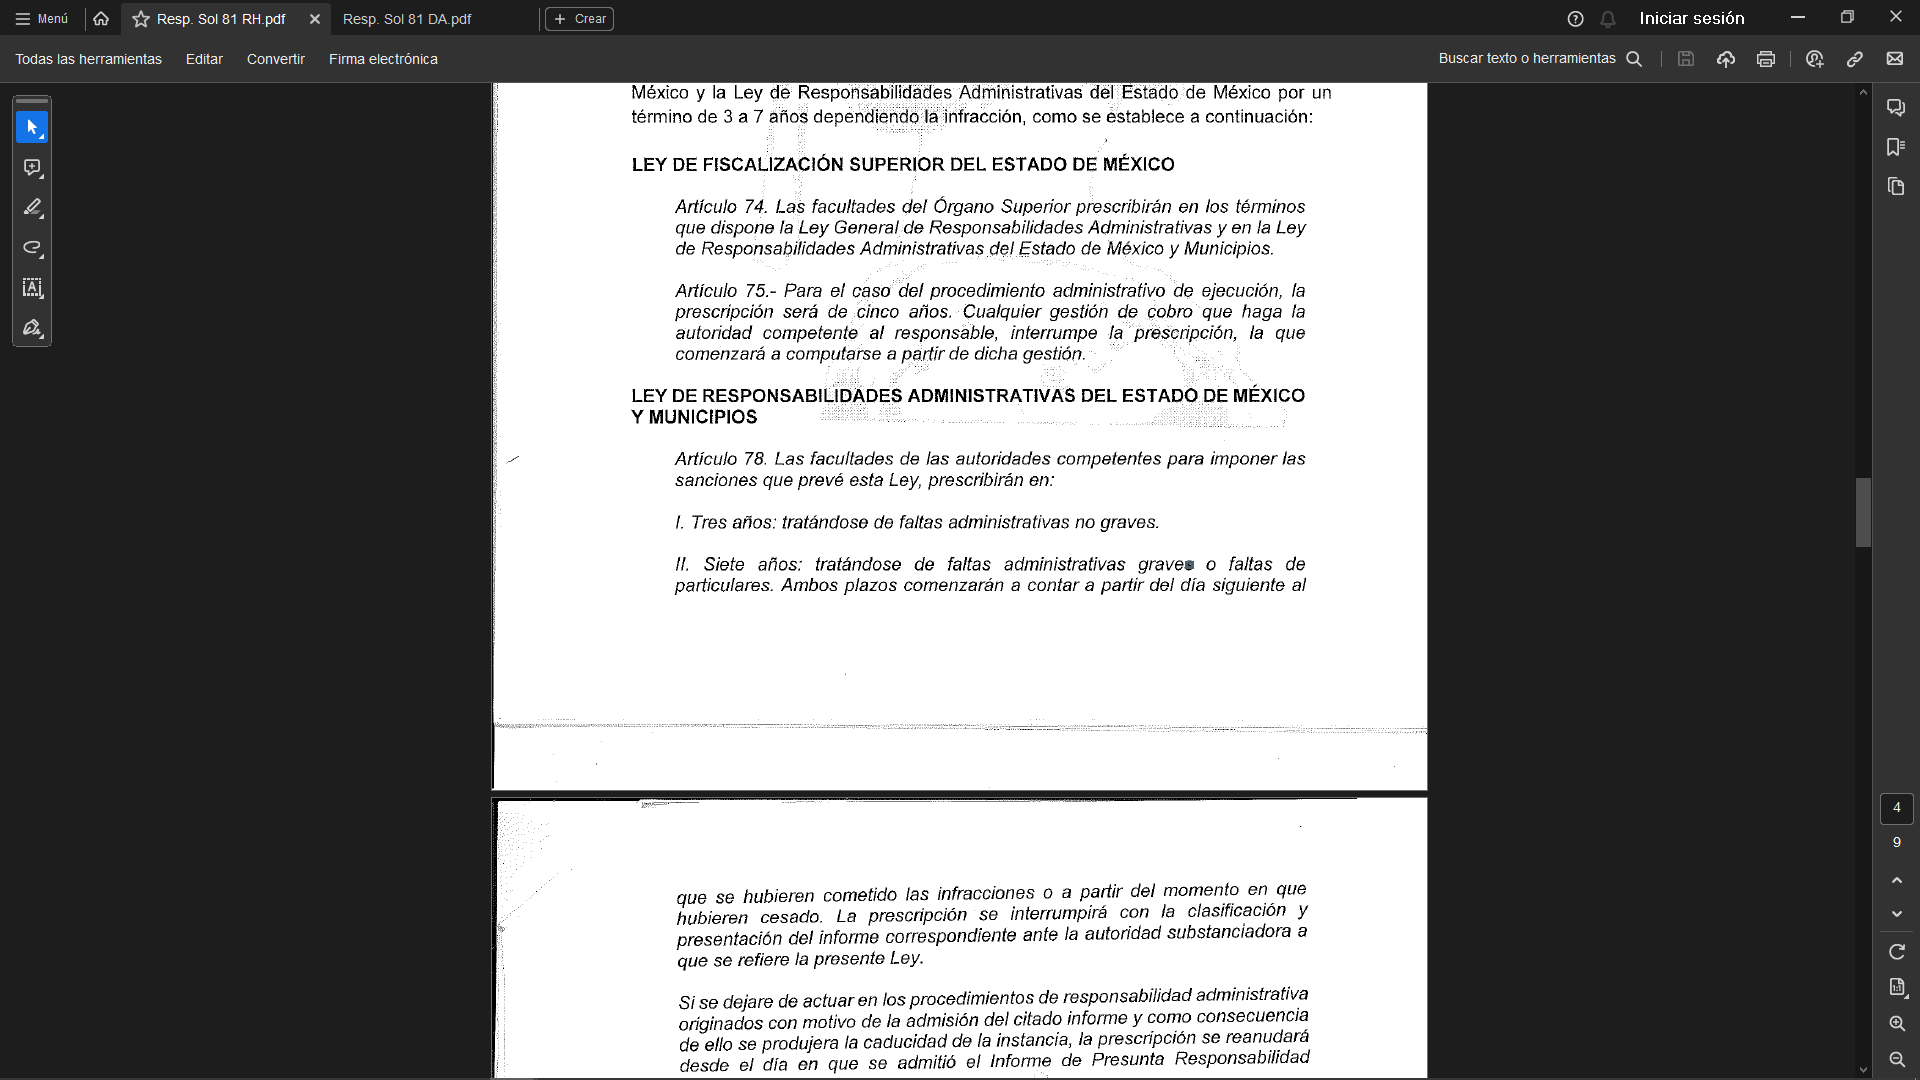 Menú
Resp. Sol 81 RH.pdf
Resp. Sol 81 DA.pdf
Crear
Iniciar sesión
Todas las herramientas
Editar
Convertir
Firma electrónica
Buscar texto o herramientas
México y la Ley de Responsabilidades Administrativas del Estado de México por un
término de 3 a 7 años dependiendo la infracción, como se establece a continuación:
LEY DE FISCALIZACIÓN SUPERIOR DEL ESTADO DE MÉXICO
Artículo 74. Las facultades del Órgano Superior prescribirán en los términos
que dispone la Ley General de Responsabilidades Administrativas y en la Ley
de Responsabilidades Administrativas del Estado de México y Municipios.
Artículo 75.- Para el caso del procedimiento administrativo de ejecución, la
prescripción será de cinco años. Cualquier gestión de cobro que haga la
autoridad competente al responsable, interrumpe la prescripción, la que
comenzará a computarse a partir de dicha gestión.
LEY DE RESPONSABILIDADES ADMINISTRATIVAS DEL ESTADO DE MÉXICO
Y MUNICIPIOS
Artículo 78. Las facultades de las autoridades competentes para imponer las
sanciones que prevé esta Ley, prescribirán en:
I. Tres años: tratándose de faltas administrativas no graves.
II. Siete años: tratándose de faltas administrativas graves o faltas de
particulares. Ambos plazos comenzarán a contar a partir del día siguiente al
que se hubieren cometido las infracciones o a partir del momento en que
hubieren cesado. La prescripción se interrumpirá con la clasificación y
presentación del informe correspondiente ante la autoridad substanciadora a
que se refiere la presente Ley.
Si se dejare de actuar en los procedimientos de responsabilidad administrativa
originados con motivo de la admisión del citado informe y como consecuencia
de ello se produjera la caducidad de la instancia, la prescripción se reanudará
desde el día en que se admitió el Informe de Presunta Responsabilidad
4
9